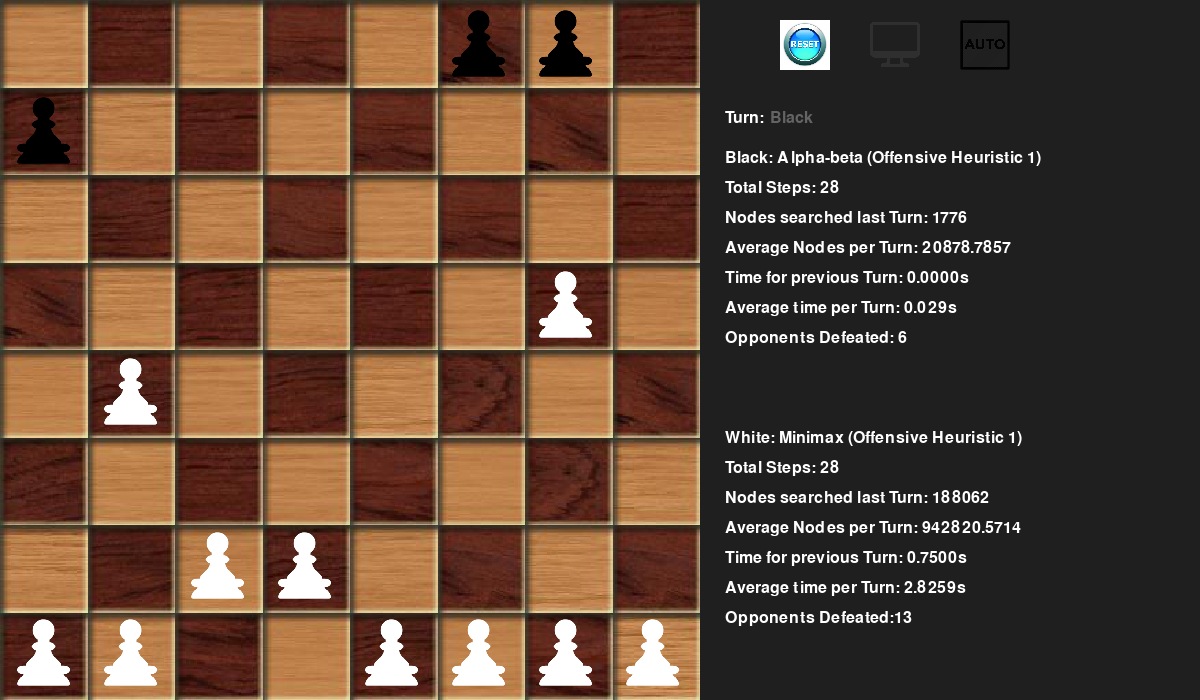 RESET
AUTO
Turn: Black
Black: Alpha-beta (Offensive Heuristic 1)
Total Steps: 28
Nodes searched last Turn: 1776
Average Nodes per Turn: 20878.7857
Time for previous Turn: 0.0000s
Average time per Turn: 0.029s
Opponents Defeated: 6
White: Minimax (Offensive Heuristic 1)
Total Steps: 28
Nodes searched last Turn: 188062
Average Nodes per Turn: 942820.5714
Time for previous Turn: 0.7500s
Average time per Turn: 2.8259s
Opponents Defeated:13